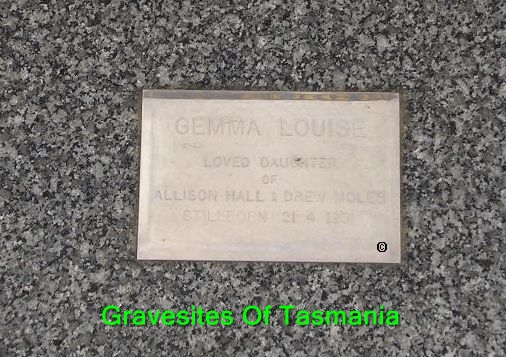 GEMMA LOUISE
LOVED DAUGHTER
OF
ALLISON HALL & DREW MOLES
STILLBORN 21 4 1991
©
Gravesites Of Tasmania